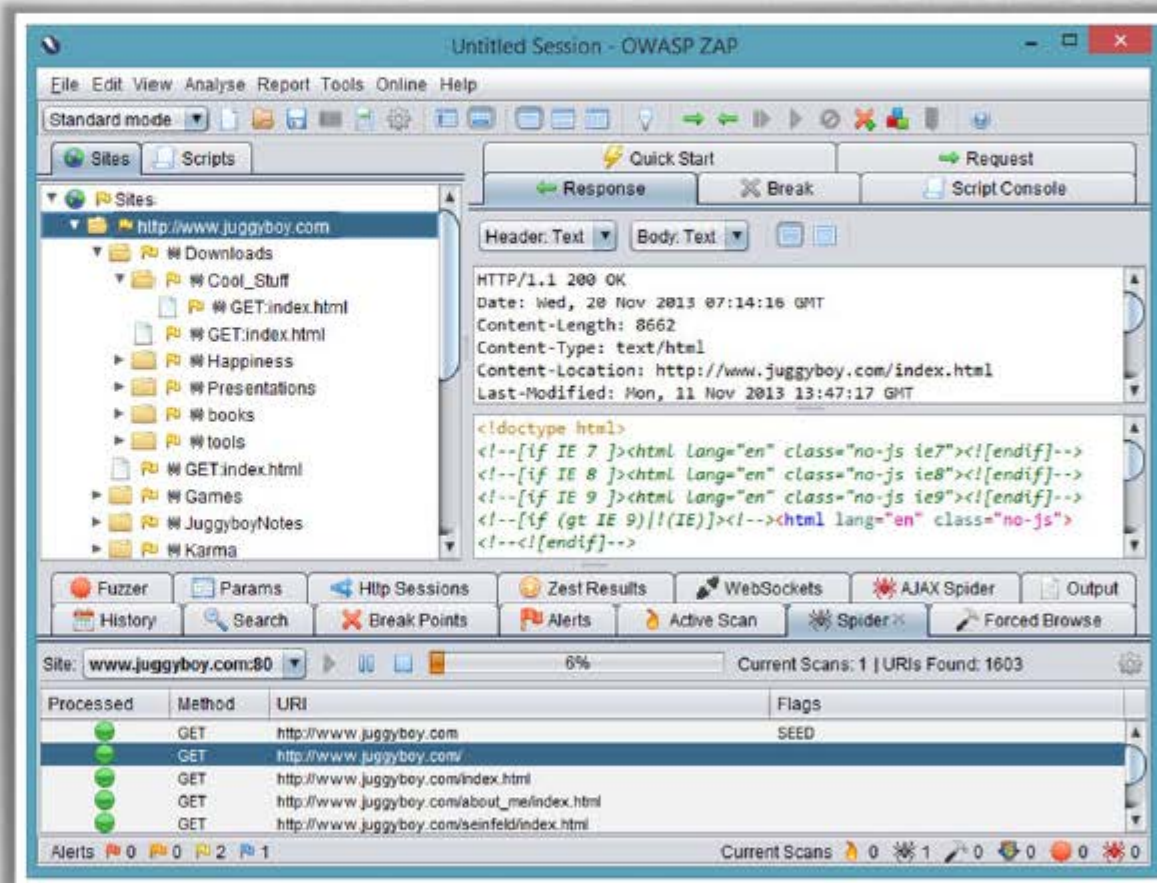 Untitled Session - OWASP ZAP
File Edit View Analyse Report Tools Online Help
Standard mode
Sites
Scripts
Quick Start
Request
Response
Break
Script Console
Sites
http://www.juggyboy.com
Downloads
Cool_Stuff
GET:index.html
GET:index.html
Happiness
Presentations
books
tools
GET:index.html
Games
JuggyboyNotes
Karma
Header: Text
Body: Text
HTTP/1.1 200 OK
Date: Wed, 20 Nov 2013 07:14:16 GMT
Content-Length: 8662
Content-Type: text/html
Content-Location: http://www.juggyboy.com/index.html
Last-Modified: Mon, 11 Nov 2013 13:47:17 GMT
<!doctype html>
<!--[if IE 7 ]><html lang="en" class="no-js ie7"><![endif]-->
<!--[if IE 8 ]><html lang="en" class="no-js ie8"><![endif]-->
<!--[if IE 9 ]><html lang="en" class="no-js ie9"><![endif]-->
<!--[if (gt IE 9)|!(IE)]><!--><html lang="en" class="no-js">
<!--<![endif]-->
Fuzzer
Params
Http Sessions
Zest Results
WebSockets
AJAX Spider
Output
History
Search
Break Points
Alerts
Active Scan
Spider
Forced Browse
Site: www.juggyboy.com:80
6%
Current Scans: 1 | URIs Found: 1603
Processed Method URI Flags
GET http://www.juggyboy.com SEED
GET http://www.juggyboy.com/
GET http://www.juggyboy.com/index.html
GET http://www.juggyboy.com/about_me/index.html
GET http://www.juggyboy.com/seinfeld/index.html
Alerts 0 0 2 1
Current Scans 0 1 0 0 0 0